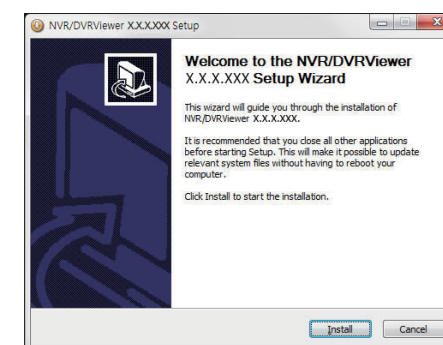 NVR/DVRViewer X.X.X.XXX Setup
Welcome to the NVR/DVRViewer
X.X.X.XXX Setup Wizard
This wizard will guide you through the installation of
NVR/DVRViewer X.X.X.XXX.
It is recommended that you close all other applications
before starting Setup. This will make it possible to update
relevant system files without having to reboot your
computer.
Click Install to start the installation.
Install Cancel